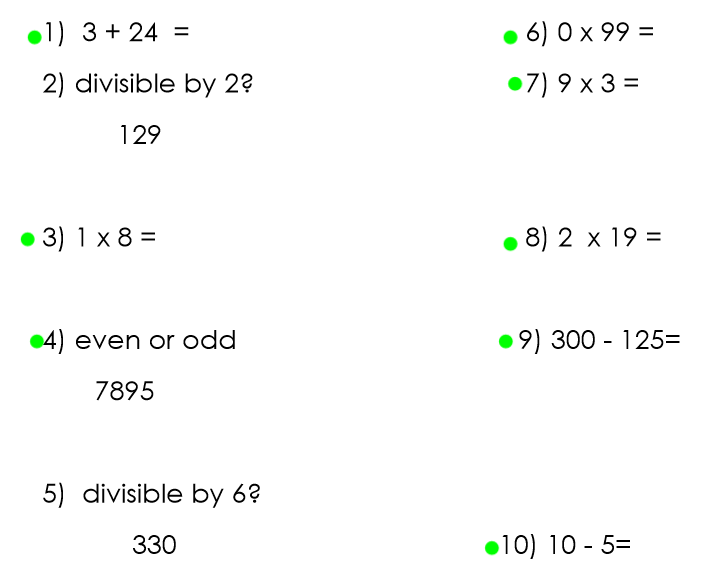 1) 3 + 24 =
2) divisible by 2?
129
3) 1 x 8 =
4) even or odd
7895
5) divisible by 6?
330
6) 0 x 99 =
7) 9 x 3 =
8) 2 x 19 =
9) 300 - 125=
10) 10 - 5=